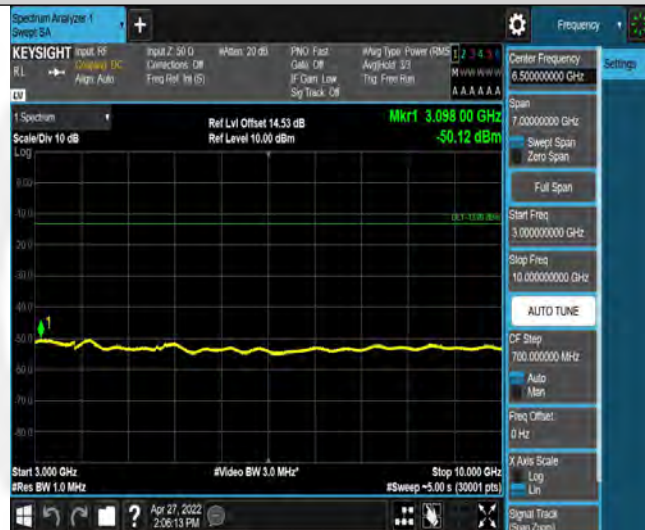 Spectrum Analyzer 1
Swept SA
Frequency
KEYSIGHT
Input: RF
Coupling: DC
Align: Auto
Input Z: 50 Ω
Corrections: Off
Freq Ref: Int (S)
#Atten: 20 dB
PNO: Fast
Gate: Off
IF Gain: Low
Sig Track: Off
#Avg Type: Power (RMS
Avg|Hold: 3/3
Trig: Free Run
1 2 3 4 5 6
M W W W W W
A A A A A A
RL
LV
1 Spectrum
Scale/Div 10 dB
Log
Ref Lvl Offset 14.53 dB
Ref Level 10.00 dBm
Mkr1 3.098 00 GHz
-50.12 dBm
0.00
-10.0
-20.0
-30.0
-40.0
-50.0
-70.0
-80.0
1
Start 3.000 GHz
#Res BW 1.0 MHz
#Video BW 3.0 MHz*
Stop 10.000 GHz
#Sweep ~5.00 s (30001 pts)
Apr 27, 2022
2:06:13 PM
Center Frequency
6.500000000 GHz
Settings
Span
7.00000000 GHz
Swept Span
Zero Span
Full Span
Start Freq
3.000000000 GHz
Stop Freq
10.000000000 GHz
AUTO TUNE
CF Step
700.000000 MHz
Auto
Man
Freq Offset
0 Hz
X Axis Scale
Log
Lin
Signal Track
(Span Zoom)